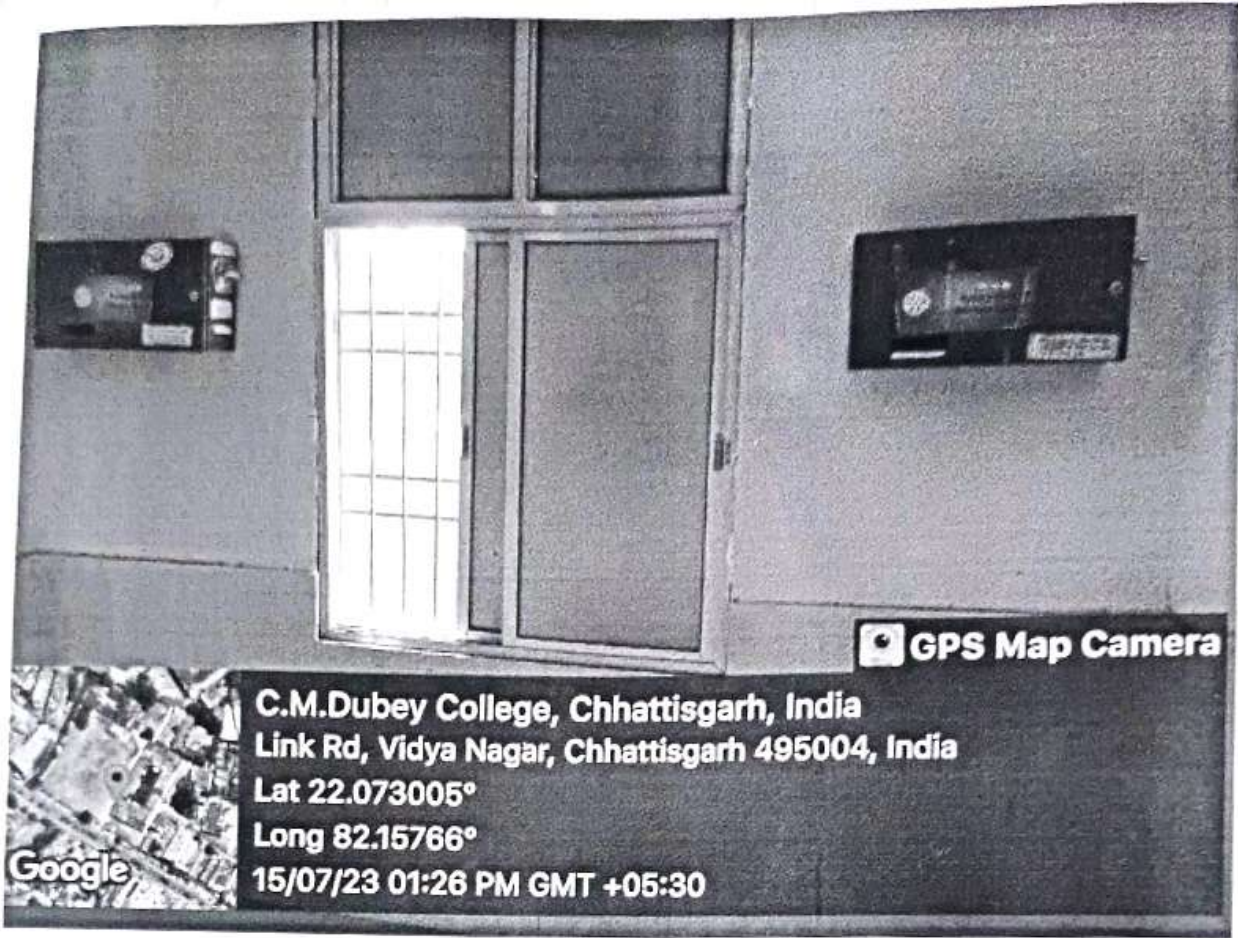 GPS Map Camera
C.M.Dubey College, Chhattisgarh, India
Link Rd, Vidya Nagar, Chhattisgarh 495004, India
Lat 22.073005°
Long 82.15766°
15/07/23 01:26 PM GMT +05:30
Google